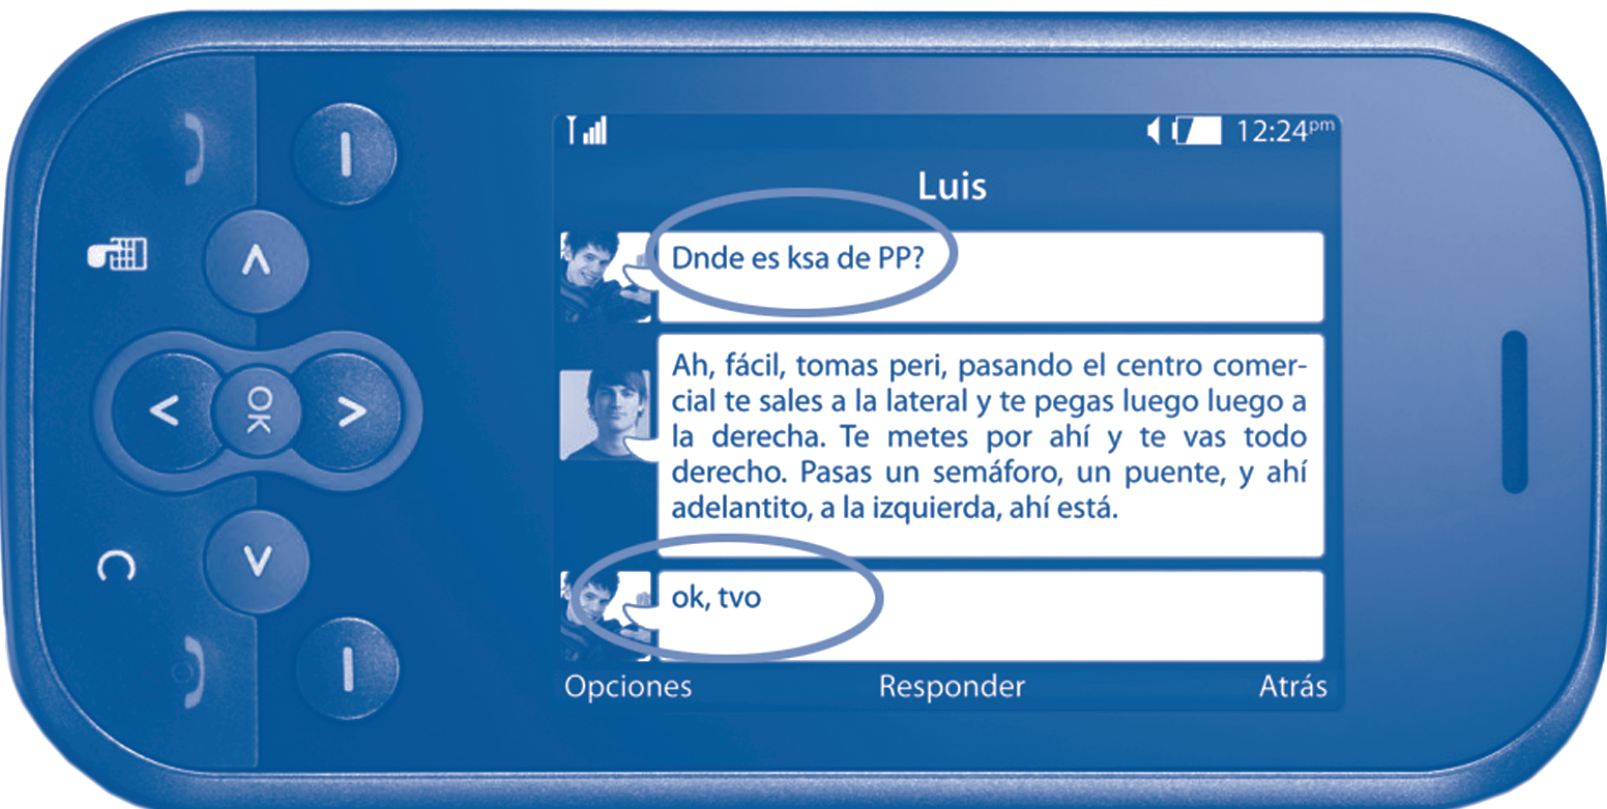 12:24pm
Luis
Dnde es ksa de PP?
Ah, fácil, tomas peri, pasando el centro comer-
cial te sales a la lateral y te pegas luego luego a
la derecha. Te metes por ahí y te vas todo
derecho. Pasas un semáforo, un puente, y ahí
adelantito, a la izquierda, ahí está.
ok, tvo
Opciones Responder Atrás
OK